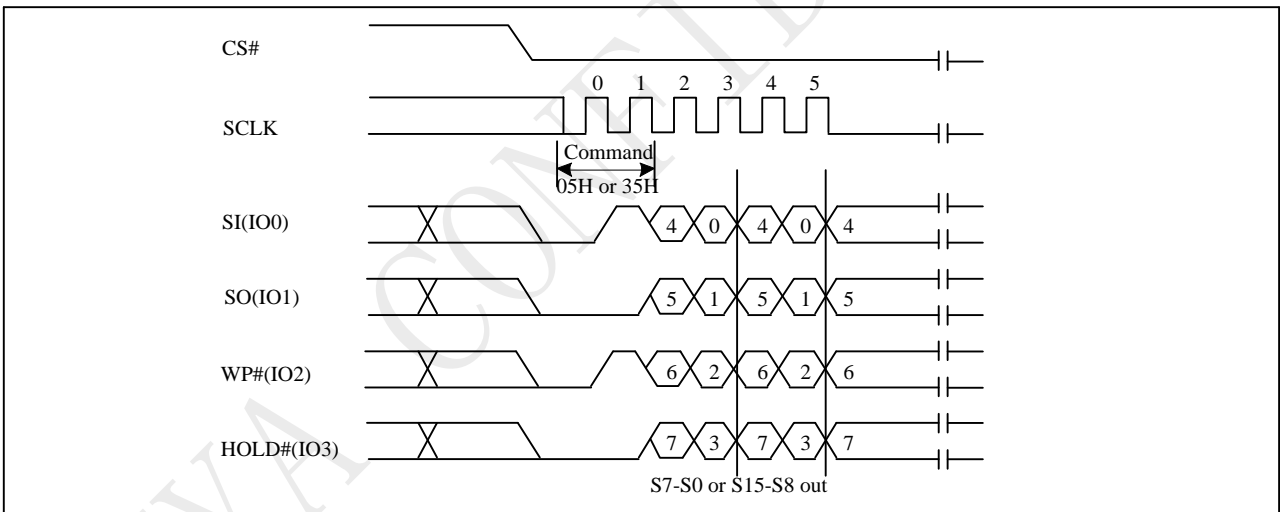 CS#
0 1 2 3 4 5
SCLK
Command
05H or 35H
SI(IO0) 4 0 4 0 4
SO(IO1) 5 1 5 1 5
WP#(IO2) 6 2 6 2 6
HOLD#(IO3) 7 3 7 3 7
S7-S0 or S15-S8 out